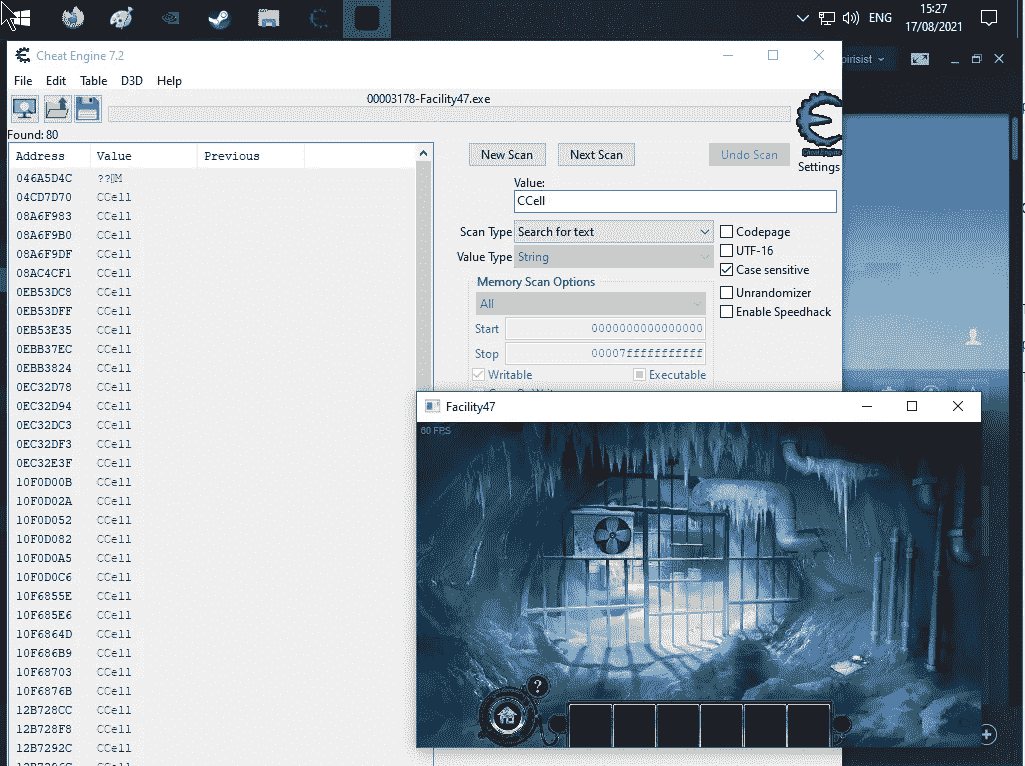 15:27
ENG
17/08/2021
Cheat Engine 7.2
File Edit Table D3D Help
00003178-Facility47.exe
Found: 80
Address Value Previous
New Scan Next Scan Undo Scan
Settings
Value:
CCell
Scan Type Search for text
Value Type String
Codepage
UTF-16
Case sensitive
Unrandomizer
Enable Speedhack
Memory Scan Options
All
Start 0000000000000000
Stop 00007fffffffffff
Writable Executable
046A5D4C
04CD7D70 CCell
08A6F983 CCell
08A6F9B0 CCell
08A6F9DF CCell
08AC4CF1 CCell
0EB53DC8 CCell
0EB53DFF CCell
0EB53E35 CCell
0EBB37EC CCell
0EBB3824 CCell
0EC32D78 CCell
0EC32D94 CCell
0EC32DC3 CCell
0EC32DF3 CCell
0EC32E3F CCell
10F0D00B CCell
10F0D02A CCell
10F0D052 CCell
10F0D082 CCell
10F0D0A5 CCell
10F0D0C6 CCell
10F6855E CCell
10F685E6 CCell
10F6864D CCell
10F686B9 CCell
10F68703 CCell
10F6876B CCell
12B728CC CCell
12B728F8 CCell
12B7292C CCell
Facility47
60 FPS
?